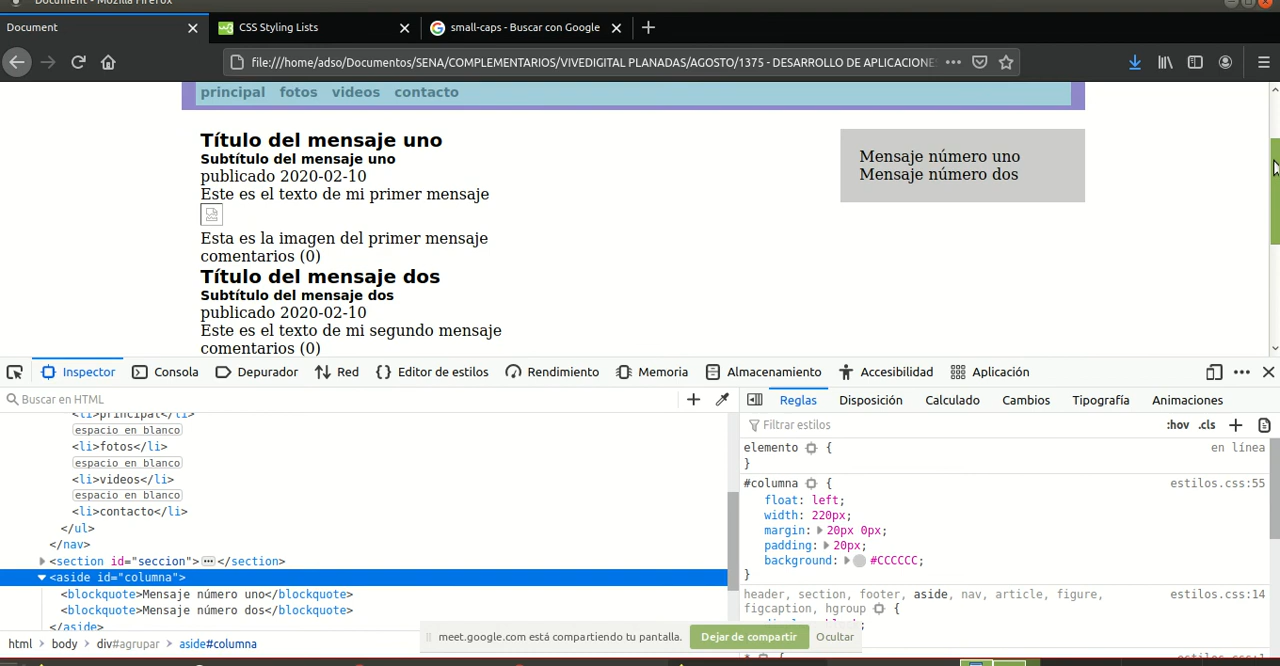 Document - Mozilla Firefox
Document
CSS Styling Lists
small-caps - Buscar con Google
file:///home/adso/Documentos/SENA/COMPLEMENTARIOS/VIVEDIGITAL PLANADAS/AGOSTO/1375 - DESARROLLO DE APLICACIONE
principal fotos videos contacto
Título del mensaje uno
Subtítulo del mensaje uno
publicado 2020-02-10
Este es el texto de mi primer mensaje
Esta es la imagen del primer mensaje
comentarios (0)
Título del mensaje dos
Subtítulo del mensaje dos
publicado 2020-02-10
Este es el texto de mi segundo mensaje
comentarios (0)
Mensaje número uno
Mensaje número dos
Inspector Consola Depurador Red Editor de estilos Rendimiento Memoria Almacenamiento Accesibilidad Aplicación
Buscar en HTML
<li>principal</li>
espacio en blanco
<li>fotos</li>
espacio en blanco
<li>videos</li>
espacio en blanco
<li>contacto</li>
</ul>
</nav>
<section id="seccion"></section>
<aside id="columna">
<blockquote>Mensaje número uno</blockquote>
<blockquote>Mensaje número dos</blockquote>
</aside>
html body div#agrupar aside#columna
Reglas Disposición Calculado Cambios Tipografía Animaciones
Filtrar estilos :hov .cls
elemento { en línea
}
#columna { estilos.css:55
float: left;
width: 220px;
margin: 20px 0px;
padding: 20px;
background: #CCCCCC;
}
header, section, footer, aside, nav, article, figure, estilos.css:14
figcaption, hgroup {
* { estilos.css:1
meet.google.com está compartiendo tu pantalla. Dejar de compartir Ocultar